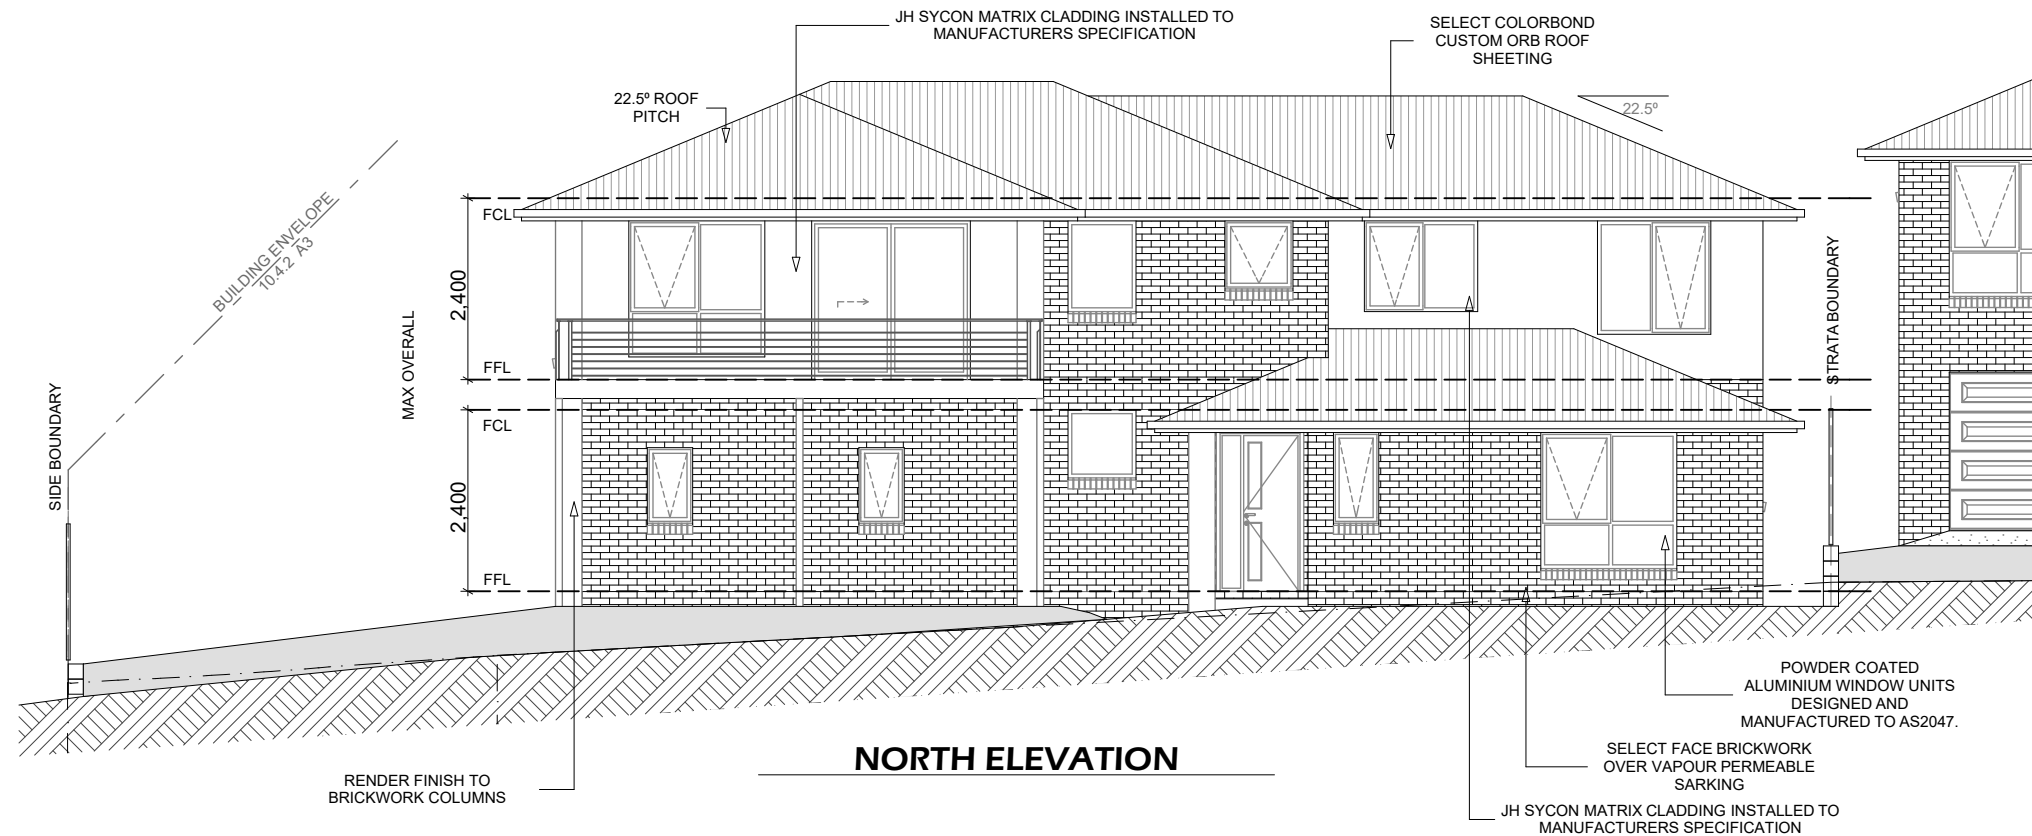 JH SYCON MATRIX CLADDING INSTALLED TO
MANUFACTURERS SPECIFICATION
SELECT COLORBOND
CUSTOM ORB ROOF
SHEETING
22.5º ROOF
PITCH
22.5º
BUILDING ENVELOPE
10.4.2 A3
SIDE BOUNDARY
MAX OVERALL
2,400
FCL
FFL
2,400
FCL
FFL
STRATA BOUNDARY
POWDER COATED
ALUMINIUM WINDOW UNITS
DESIGNED AND
MANUFACTURED TO AS2047.
SELECT FACE BRICKWORK
OVER VAPOUR PERMEABLE
SARKING
JH SYCON MATRIX CLADDING INSTALLED TO
MANUFACTURERS SPECIFICATION
RENDER FINISH TO
BRICKWORK COLUMNS
NORTH ELEVATION